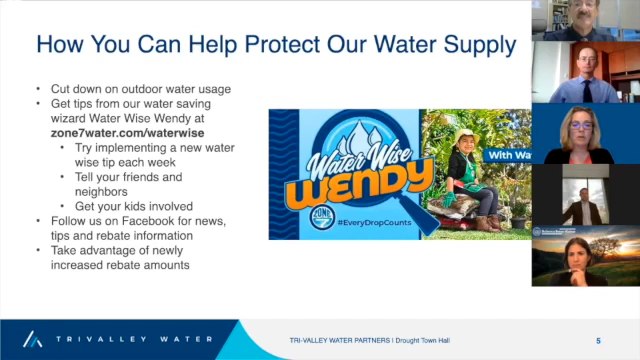 How You Can Help Protect Our Water Supply
• Cut down on outdoor water usage
• Get tips from our water saving
wizard Water Wise Wendy at
zone7water.com/waterwise
• Try implementing a new water
wise tip each week
• Tell your friends and
neighbors
• Get your kids involved
• Follow us on Facebook for news,
tips and rebate information
• Take advantage of newly
increased rebate amounts
Water Wise
WENDY
ZONE
#EveryDropCounts
With Wa
TRIVALLEY WATER
TRI-VALLEY WATER PARTNERS | Drought Town Hall
5